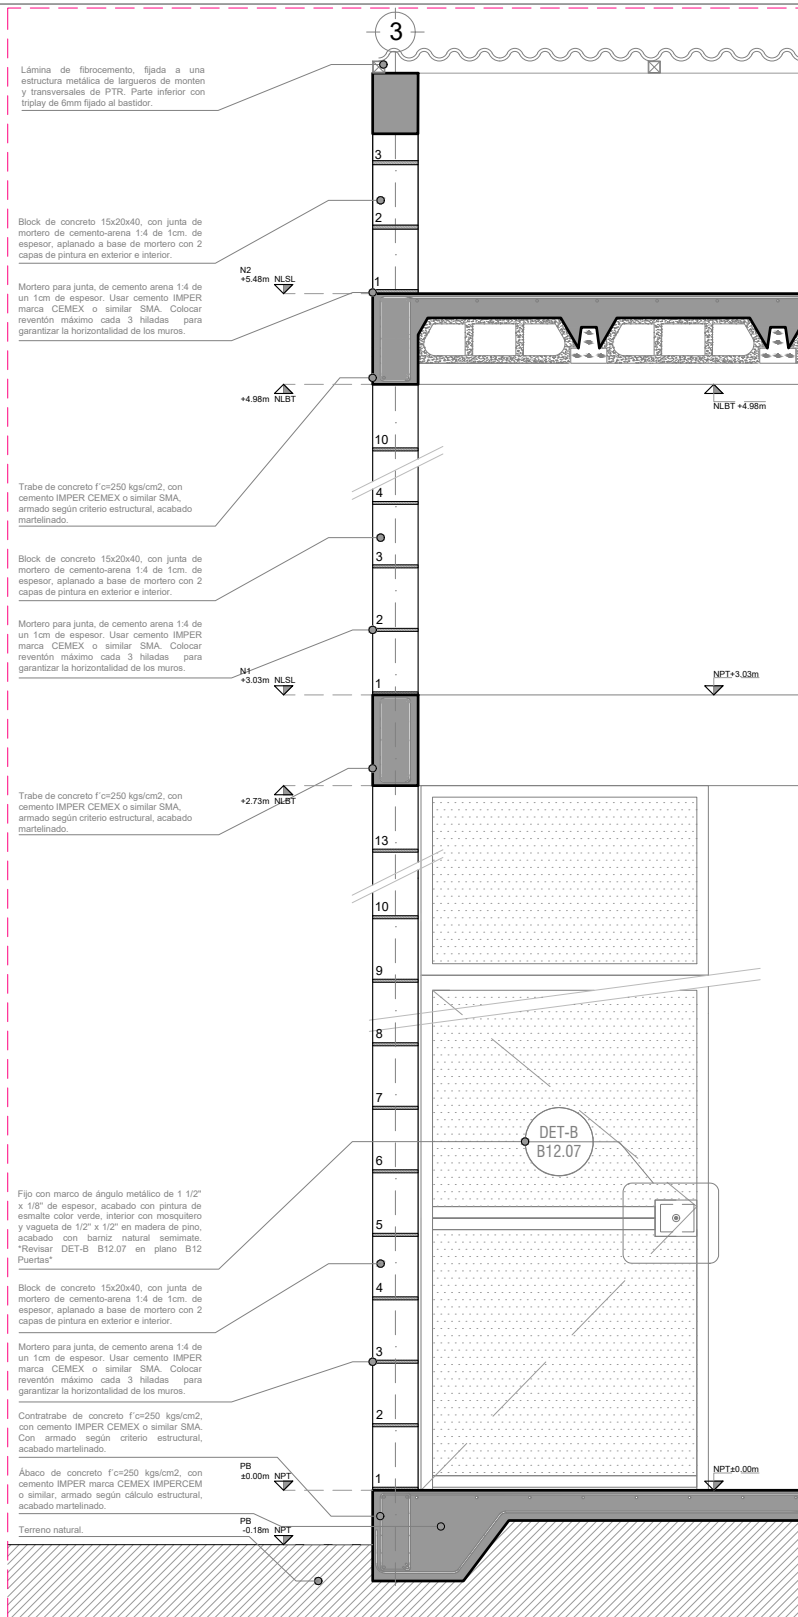 3
Lámina de fibrocemento, fijada a una
estructura metálica de largueros de monten
y transversales de PTR. Parte inferior con
triplay de 6mm fijado al bastidor.
3
Block de concreto 15x20x40, con junta de
mortero de cemento-arena 1:4 de 1cm. de
espesor, aplanado a base de mortero con 2
capas de pintura en exterior e interior.
2
N2
+5.48m NLSL
1
Mortero para junta, de cemento arena 1:4 de
un 1cm de espesor. Usar cemento IMPER
marca CEMEX o similar SMA. Colocar
reventón máximo cada 3 hiladas para
garantizar la horizontalidad de los muros.
+4.98m NLBT
NLBT +4.98m
10
Trabe de concreto f'c=250 kgs/cm2, con
cemento IMPER CEMEX o similar SMA,
armado según criterio estructural, acabado
martelinado.
4
Block de concreto 15x20x40, con junta de
mortero de cemento-arena 1:4 de 1cm. de
espesor, aplanado a base de mortero con 2
capas de pintura en exterior e interior.
3
Mortero para junta, de cemento arena 1:4 de
un 1cm de espesor. Usar cemento IMPER
marca CEMEX o similar SMA. Colocar
reventón máximo cada 3 hiladas para
garantizar la horizontalidad de los muros.
2
N1
+3.03m NLSL
1
NPT+3.03m
Trabe de concreto f'c=250 kgs/cm2, con
cemento IMPER CEMEX o similar SMA,
armado según criterio estructural, acabado
martelinado.
+2.73m NLBT
13
10
9
8
7
DET-B
B12.07
6
Fijo con marco de ángulo metálico de 1 1/2"
x 1/8" de espesor, acabado con pintura de
esmalte color verde, interior con mosquitero
y vagueta de 1/2" x 1/2" en madera de pino,
acabado con barniz natural semimate.
*Revisar DET-B B12.07 en plano B12
Puertas*
5
Block de concreto 15x20x40, con junta de
mortero de cemento-arena 1:4 de 1cm. de
espesor, aplanado a base de mortero con 2
capas de pintura en exterior e interior.
4
Mortero para junta, de cemento arena 1:4 de
un 1cm de espesor. Usar cemento IMPER
marca CEMEX o similar SMA. Colocar
reventón máximo cada 3 hiladas para
garantizar la horizontalidad de los muros.
3
Contratrabe de concreto f'c=250 kgs/cm2,
con cemento IMPER CEMEX o similar SMA.
Con armado según criterio estructural,
acabado martelinado.
2
PB
±0.00m NPT
1
NPT±0.00m
Ábaco de concreto f'c=250 kgs/cm2, con
cemento IMPER marca CEMEX IMPERCEM
o similar, armado según cálculo estructural,
acabado martelinado.
PB
-0.18m NPT
Terreno natural.